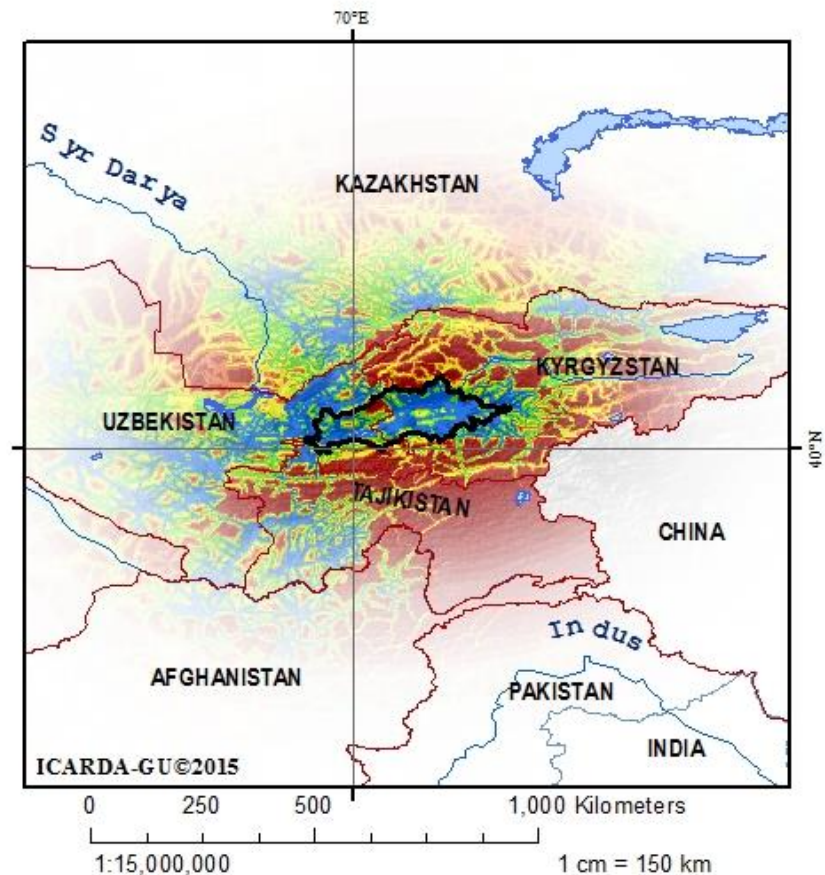 70°E
Syr Darya
KAZAKHSTAN
KYRGYZSTAN
UZBEKISTAN
40°N
TAJIKISTAN
CHINA
Indus
AFGHANISTAN
PAKISTAN
INDIA
ICARDA-GU©2015
0 250 500 1,000 Kilometers
1:15,000,000 1 cm = 150 km